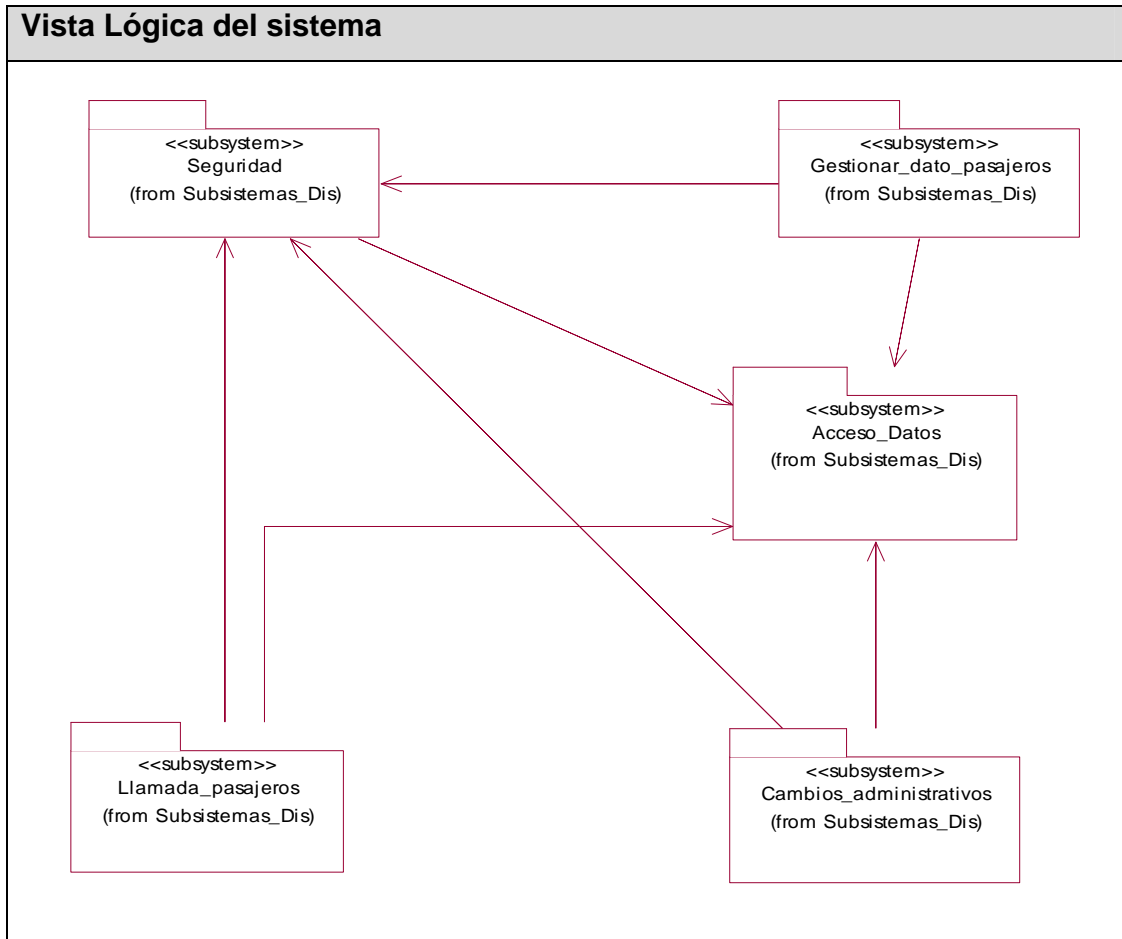 Vista Lógica del sistema
<<subsystem>>
Seguridad
(from Subsistemas_Dis)
<<subsystem>>
Gestionar_dato_pasajeros
(from Subsistemas_Dis)
<<subsystem>>
Acceso_Datos
(from Subsistemas_Dis)
<<subsystem>>
Llamada_pasajeros
(from Subsistemas_Dis)
<<subsystem>>
Cambios_administrativos
(from Subsistemas_Dis)